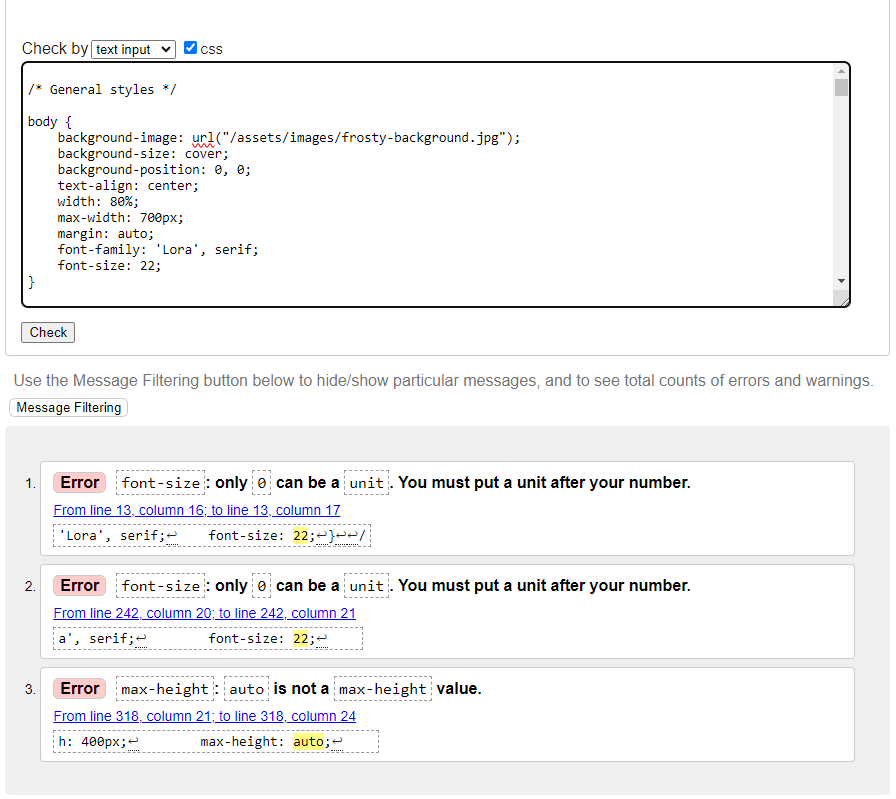 Check by text input css
/* General styles */
body {
background-image: url("/assets/images/frosty-background.jpg");
background-size: cover;
background-position: 0, 0;
text-align: center;
width: 80%;
max-width: 700px;
margin: auto;
font-family: 'Lora', serif;
font-size: 22;
}
Check
Use the Message Filtering button below to hide/show particular messages, and to see total counts of errors and warnings.
Message Filtering
1. Error font-size: only 0 can be a unit. You must put a unit after your number.
From line 13, column 16; to line 13, column 17
'Lora', serif;↩ font-size: 22;↩}↩↩/
2. Error font-size: only 0 can be a unit. You must put a unit after your number.
From line 242, column 20; to line 242, column 21
a', serif;↩ font-size: 22;↩
3. Error max-height: auto is not a max-height value.
From line 318, column 21; to line 318, column 24
h: 400px;↩ max-height: auto;↩